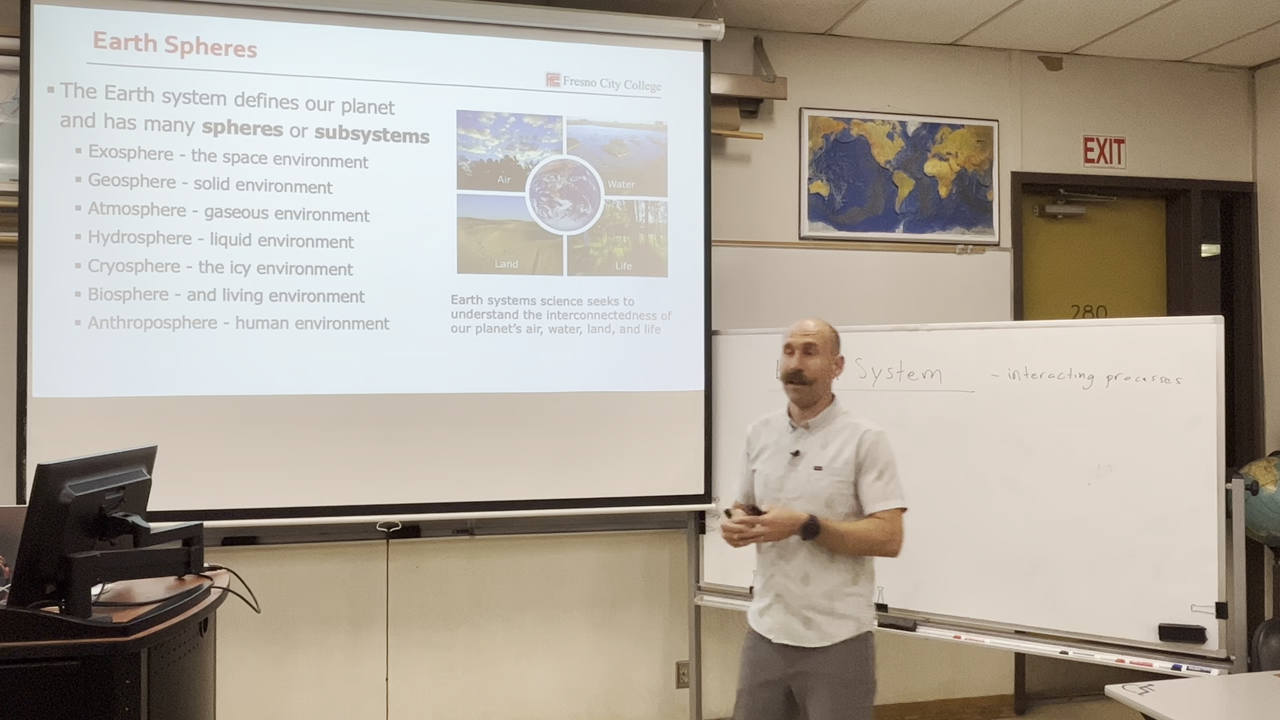 Earth Spheres
Fresno City College
▪ The Earth system defines our planet
and has many spheres or subsystems
▪ Exosphere - the space environment
▪ Geosphere - solid environment
▪ Atmosphere - gaseous environment
▪ Hydrosphere - liquid environment
▪ Cryosphere - the icy environment
▪ Biosphere - and living environment
▪ Anthroposphere - human environment
Air
Water
Land
Life
Earth systems science seeks to
understand the interconnectedness of
our planet's air, water, land, and life
EXIT
280
System - interacting processes